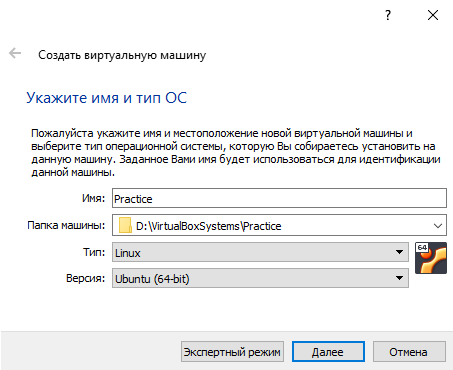 ?
Создать виртуальную машину
Укажите имя и тип ОС
Пожалуйста укажите имя и местоположение новой виртуальной машины и
выберите тип операционной системы, которую Вы собираетесь установить на
данную машину. Заданное Вами имя будет использоваться для идентификации
данной машины.
Имя: Practice
Папка машины: D:\VirtualBoxSystems\Practice
Тип: Linux 64
Версия: Ubuntu (64-bit)
Экспертный режим Далее Отмена